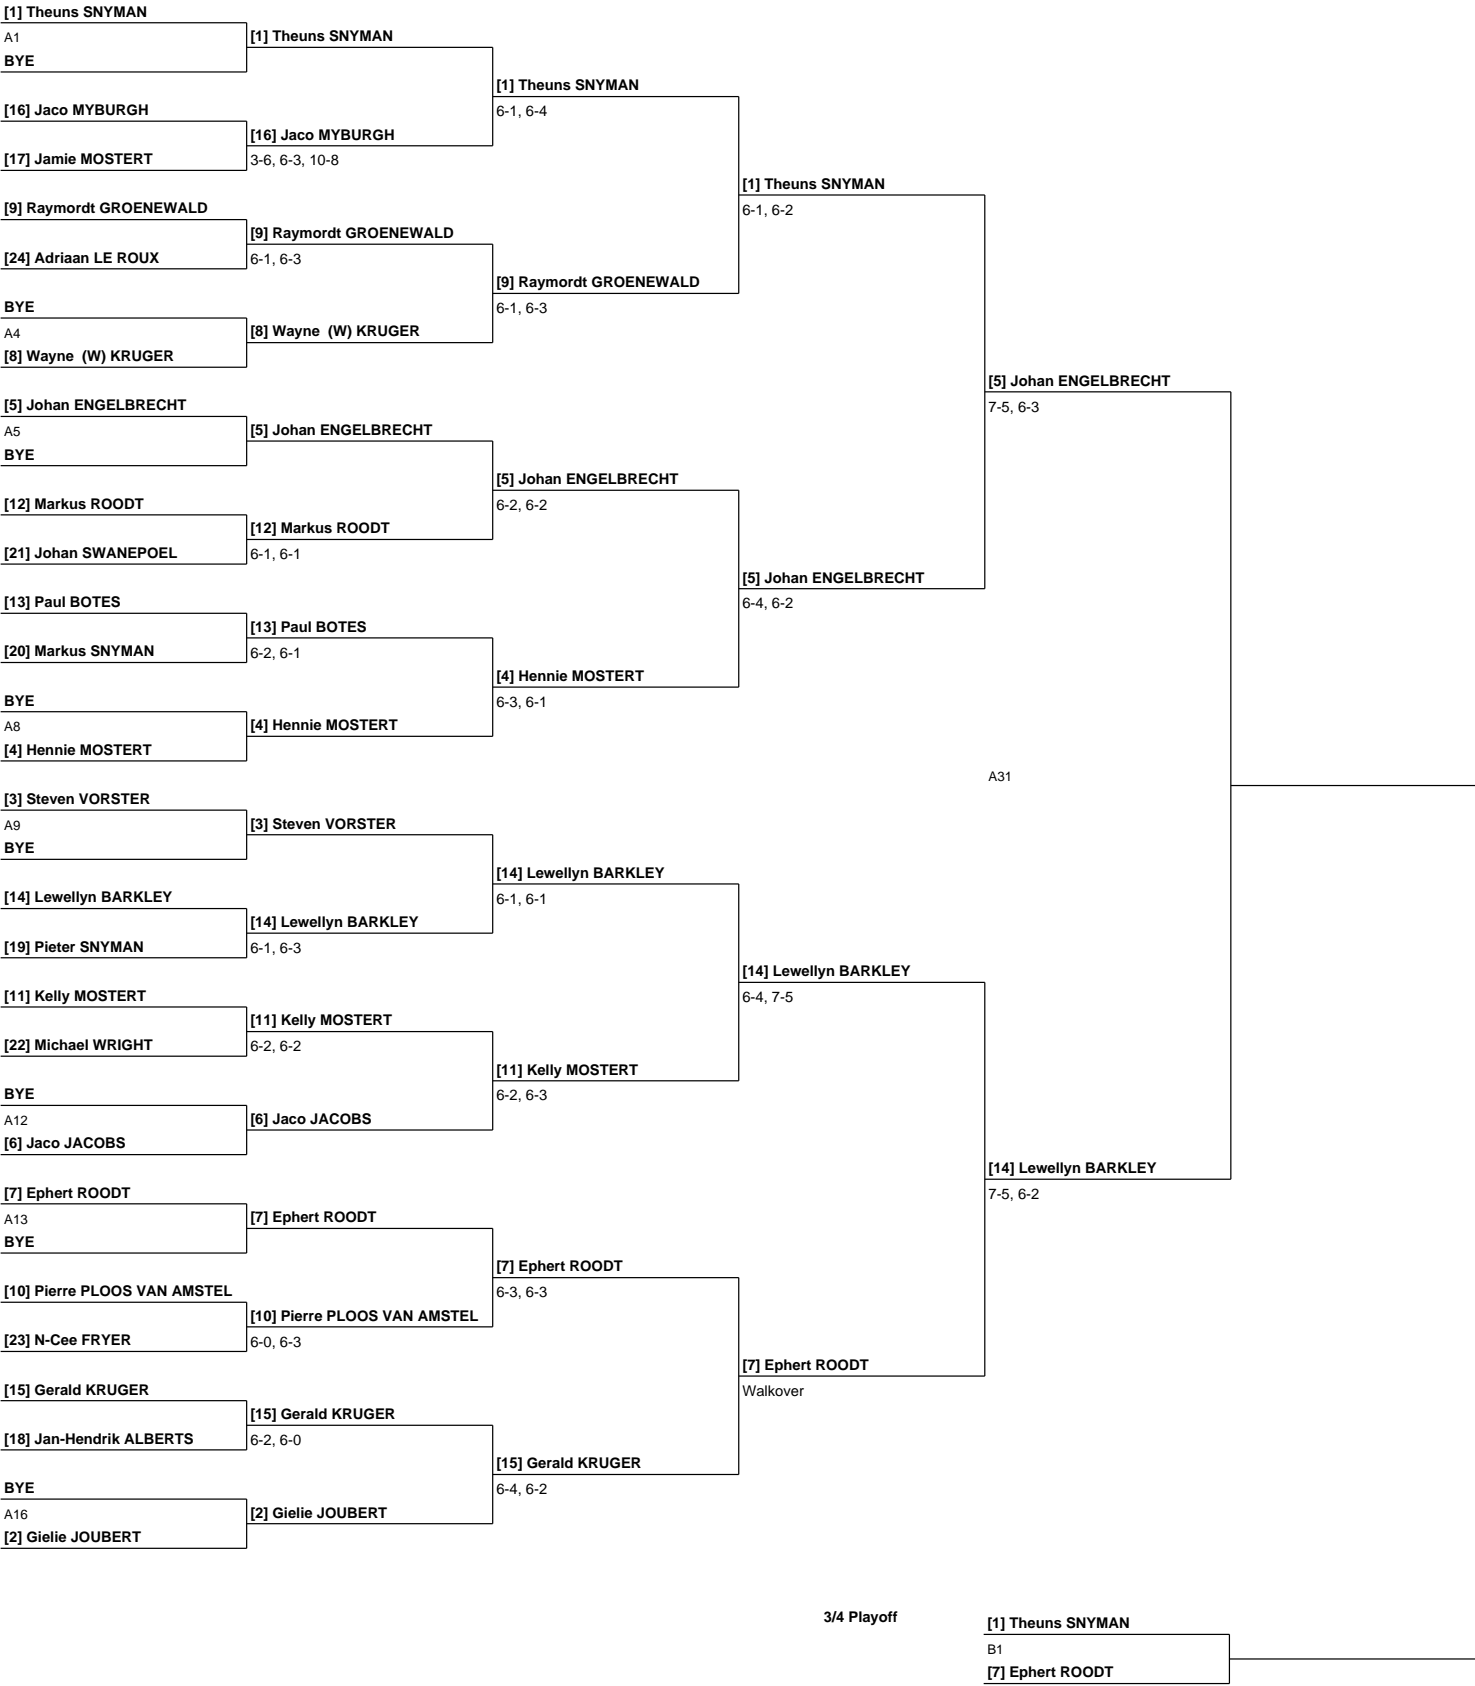 [1] Theuns SNYMAN
A1
BYE
[16] Jaco MYBURGH
[17] Jamie MOSTERT
[9] Raymordt GROENEWALD
[24] Adriaan LE ROUX
BYE
A4
[8] Wayne  (W) KRUGER
[5] Johan ENGELBRECHT
A5
BYE
[12] Markus ROODT
[21] Johan SWANEPOEL
[13] Paul BOTES
[20] Markus SNYMAN
BYE
A8
[4] Hennie MOSTERT
[3] Steven VORSTER
A9
BYE
[14] Lewellyn BARKLEY
[19] Pieter SNYMAN
[11] Kelly MOSTERT
[22] Michael WRIGHT
BYE
A12
[6] Jaco JACOBS
[7] Ephert ROODT
A13
BYE
[10] Pierre PLOOS VAN AMSTEL
[23] N-Cee FRYER
[15] Gerald KRUGER
[18] Jan-Hendrik ALBERTS
BYE
A16
[2] Gielie JOUBERT
[1] Theuns SNYMAN
[16] Jaco MYBURGH
3-6, 6-3, 10-8
[9] Raymordt GROENEWALD
6-1, 6-3
[8] Wayne  (W) KRUGER
[5] Johan ENGELBRECHT
[12] Markus ROODT
6-1, 6-1
[13] Paul BOTES
6-2, 6-1
[4] Hennie MOSTERT
[3] Steven VORSTER
[14] Lewellyn BARKLEY
6-1, 6-3
[11] Kelly MOSTERT
6-2, 6-2
[6] Jaco JACOBS
[7] Ephert ROODT
[10] Pierre PLOOS VAN AMSTEL
6-0, 6-3
[15] Gerald KRUGER
6-2, 6-0
[2] Gielie JOUBERT
[1] Theuns SNYMAN
6-1, 6-4
[9] Raymordt GROENEWALD
6-1, 6-3
[5] Johan ENGELBRECHT
6-2, 6-2
[4] Hennie MOSTERT
6-3, 6-1
[14] Lewellyn BARKLEY
6-1, 6-1
[11] Kelly MOSTERT
6-2, 6-3
[7] Ephert ROODT
6-3, 6-3
[15] Gerald KRUGER
6-4, 6-2
[1] Theuns SNYMAN
6-1, 6-2
[5] Johan ENGELBRECHT
6-4, 6-2
[14] Lewellyn BARKLEY
6-4, 7-5
[7] Ephert ROODT
Walkover
[5] Johan ENGELBRECHT
7-5, 6-3
A31
[14] Lewellyn BARKLEY
7-5, 6-2
3/4 Playoff
[1] Theuns SNYMAN
B1
[7] Ephert ROODT